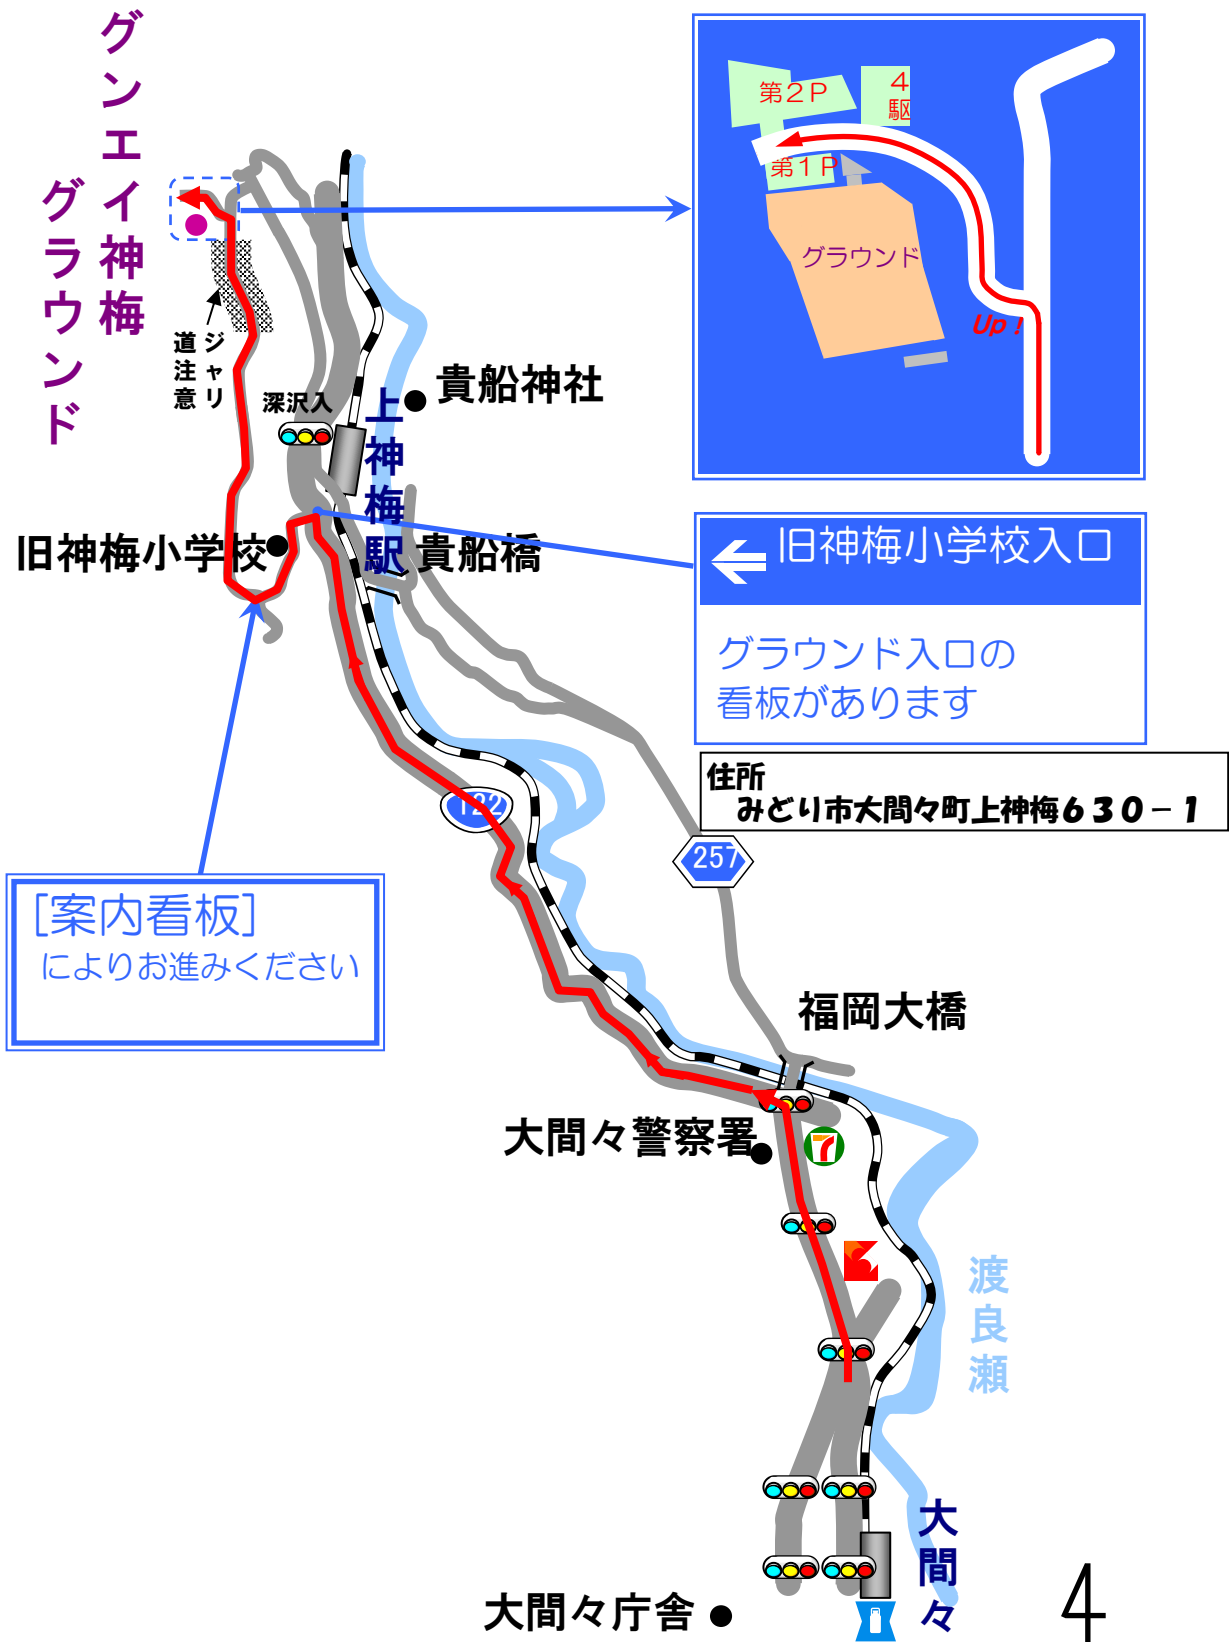 グンエイ神梅
グラウンド
第2P
4
駆
第1P
グラウンド
Up!
ジャリ
道注意
深沢入
上神梅駅
貴船神社
旧神梅小学校
貴船橋
旧神梅小学校入口
グラウンド入口の
看板があります
住所
みどり市大間々町上神梅630-1
122
257
[案内看板]
によりお進みください
福岡大橋
大間々警察署
7
渡良瀬
大間々
大間々庁舎
4